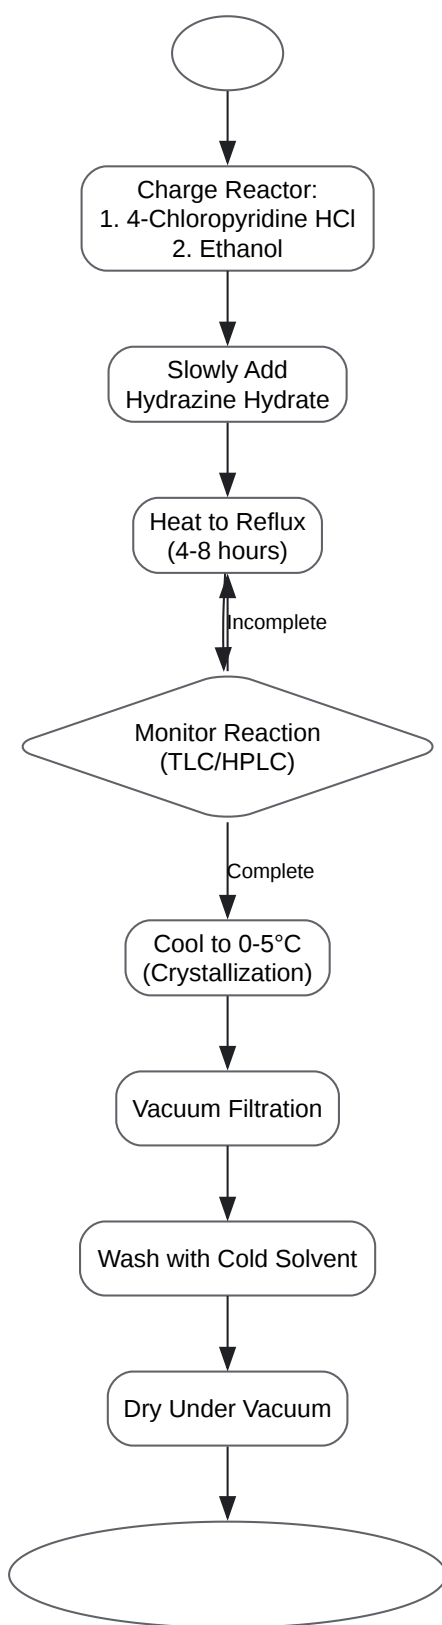 Charge Reactor:
1. 4-Chloropyridine HCl
2. Ethanol
Slowly Add
Hydrazine Hydrate
Heat to Reflux
(4-8 hours)
Incomplete
Monitor Reaction
(TLC/HPLC)
Complete
Cool to 0-5°C
(Crystallization)
Vacuum Filtration
Wash with Cold Solvent
Dry Under Vacuum